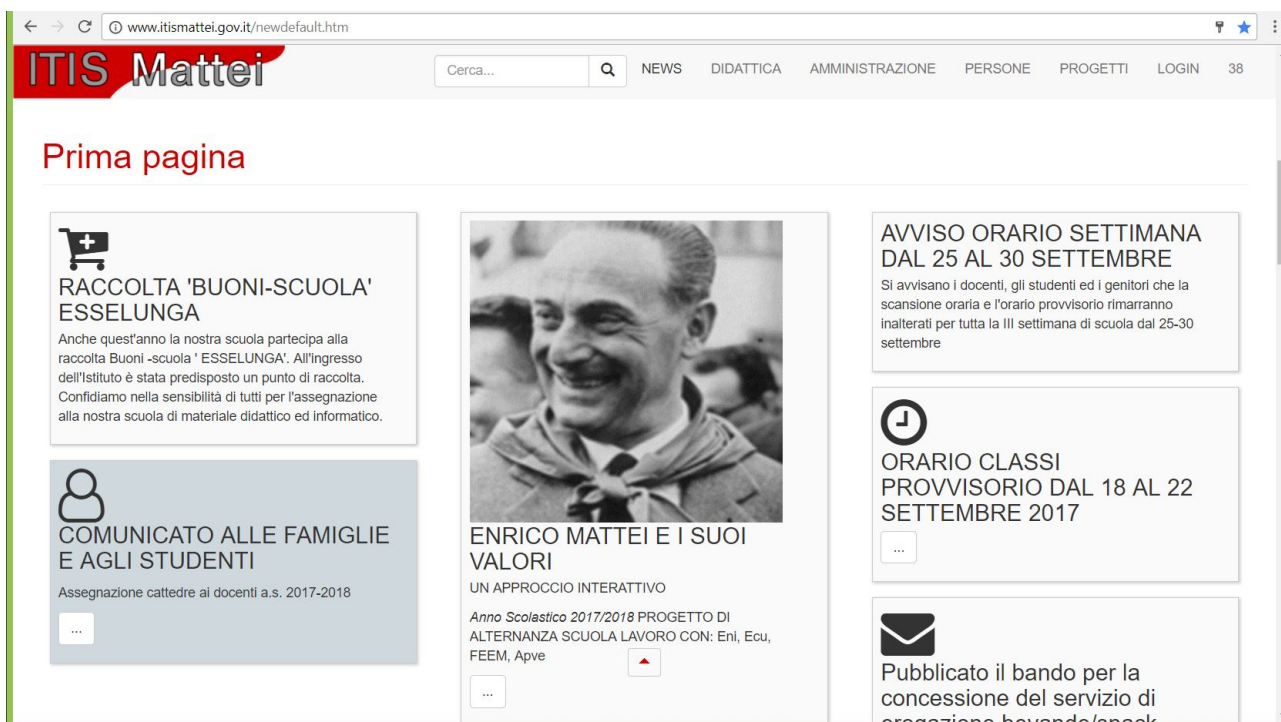 www.itismattei.gov.it/newdefault.htm
ITIS Mattei
Cerca...
NEWS
DIDATTICA
AMMINISTRAZIONE
PERSONE
PROGETTI
LOGIN
38
Prima pagina
RACCOLTA 'BUONI-SCUOLA'
ESSELUNGA
Anche quest'anno la nostra scuola partecipa alla
raccolta Buoni -scuola ' ESSELUNGA'. All'ingresso
dell'Istituto è stata predisposto un punto di raccolta.
Confidiamo nella sensibilità di tutti per l'assegnazione
alla nostra scuola di materiale didattico ed informatico.
COMUNICATO ALLE FAMIGLIE
E AGLI STUDENTI
Assegnazione cattedre ai docenti a.s. 2017-2018
...
ENRICO MATTEI E I SUOI
VALORI
UN APPROCCIO INTERATTIVO
Anno Scolastico 2017/2018 PROGETTO DI
ALTERNANZA SCUOLA LAVORO CON: Eni, Ecu,
FEEM, Apve
...
AVVISO ORARIO SETTIMANA
DAL 25 AL 30 SETTEMBRE
Si avvisano i docenti, gli studenti ed i genitori che la
scansione oraria e l'orario provvisorio rimarranno
inalterati per tutta la III settimana di scuola dal 25-30
settembre
ORARIO CLASSI
PROVVISORIO DAL 18 AL 22
SETTEMBRE 2017
...
Pubblicato il bando per la
concessione del servizio di
erogazione bevande/snack